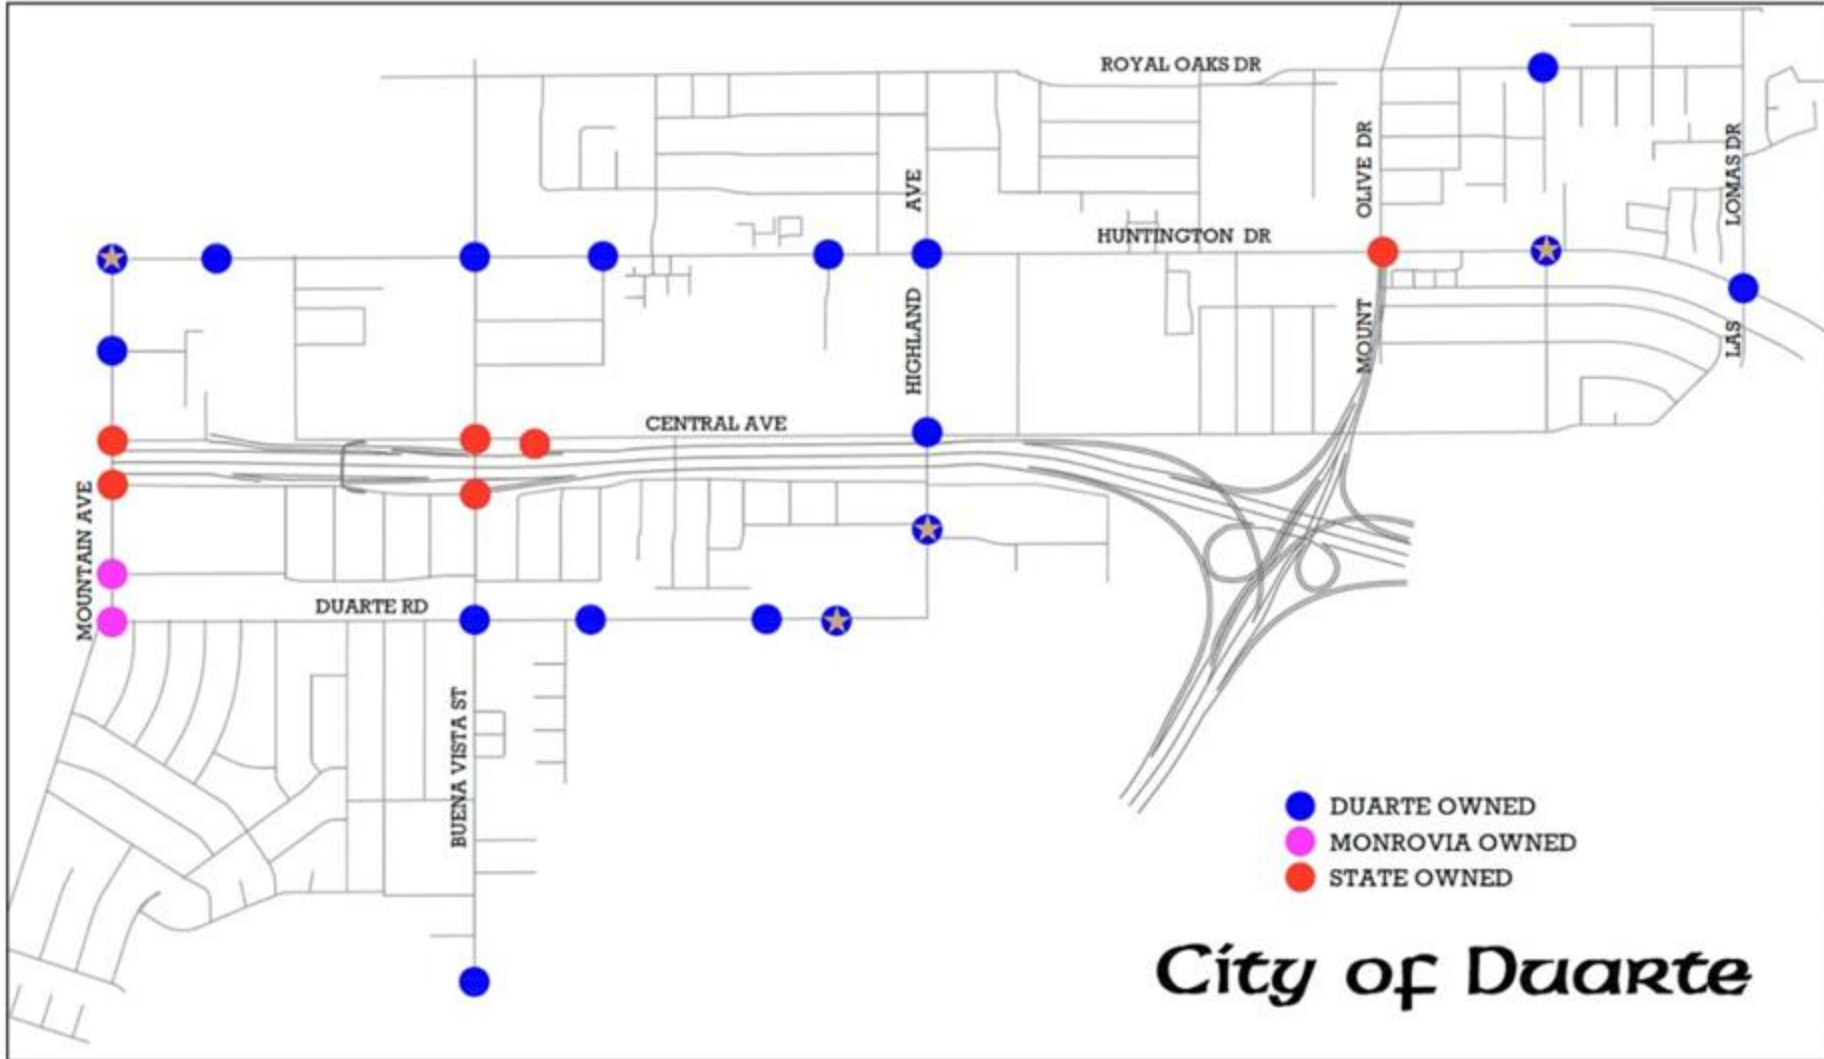 ROYAL OAKS DR
AVE
OLIVE DR
LOMAS DR
HUNTINGTON DR
HIGHLAND
MOUNT
LAS
CENTRAL AVE
MOUNTAIN AVE
DUARTE RD
BUENA VISTA ST
DUARTE OWNED
MONROVIA OWNED
STATE OWNED
City of Duarte